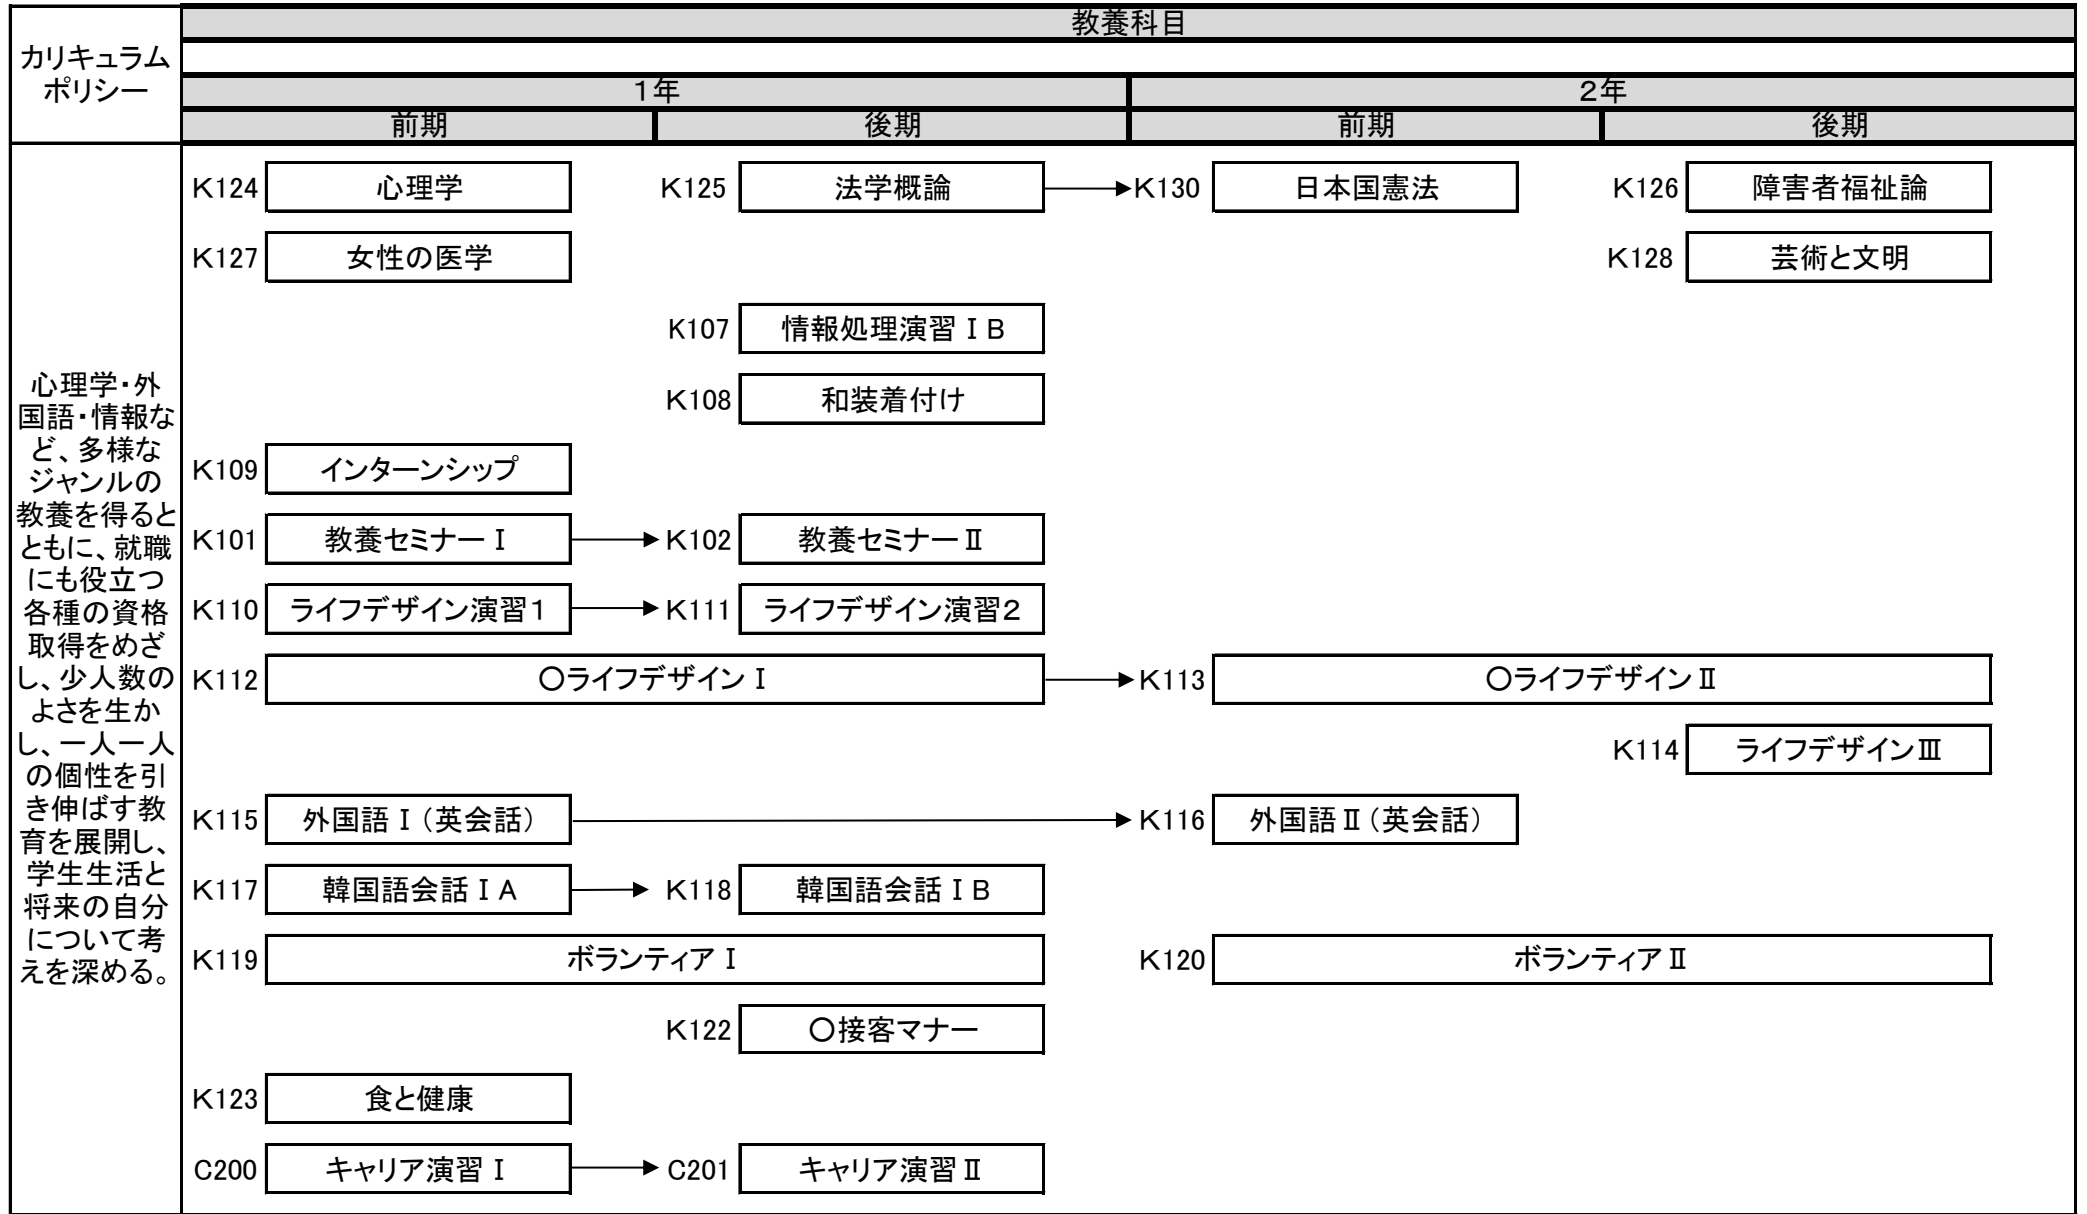 カリキュラム
ポリシー
教養科目
1年 2年
前期 後期 前期 後期
心理学・外
国語・情報な
ど、多様な
ジャンルの
教養を得ると
ともに、就職
にも役立つ
各種の資格
取得をめざ
し、少人数の
よさを生か
し、一人一人
の個性を引
き伸ばす教
育を展開し、
学生生活と
将来の自分
について考
えを深める。
K124 心理学 K125 法学概論 K130 日本国憲法 K126 障害者福祉論
K127 女性の医学 K128 芸術と文明
K107 情報処理演習ⅠB
K108 和装着付け
K109 インターンシップ
K101 教養セミナーⅠ K102 教養セミナーⅡ
K110 ライフデザイン演習1 K111 ライフデザイン演習2
K112 〇ライフデザインⅠ K113 〇ライフデザインⅡ
K114 ライフデザインⅢ
K115 外国語Ⅰ(英会話) K116 外国語Ⅱ(英会話)
K117 韓国語会話ⅠA K118 韓国語会話ⅠB
K119 ボランティアⅠ K120 ボランティアⅡ
K122 〇接客マナー
K123 食と健康
C200 キャリア演習Ⅰ C201 キャリア演習Ⅱ